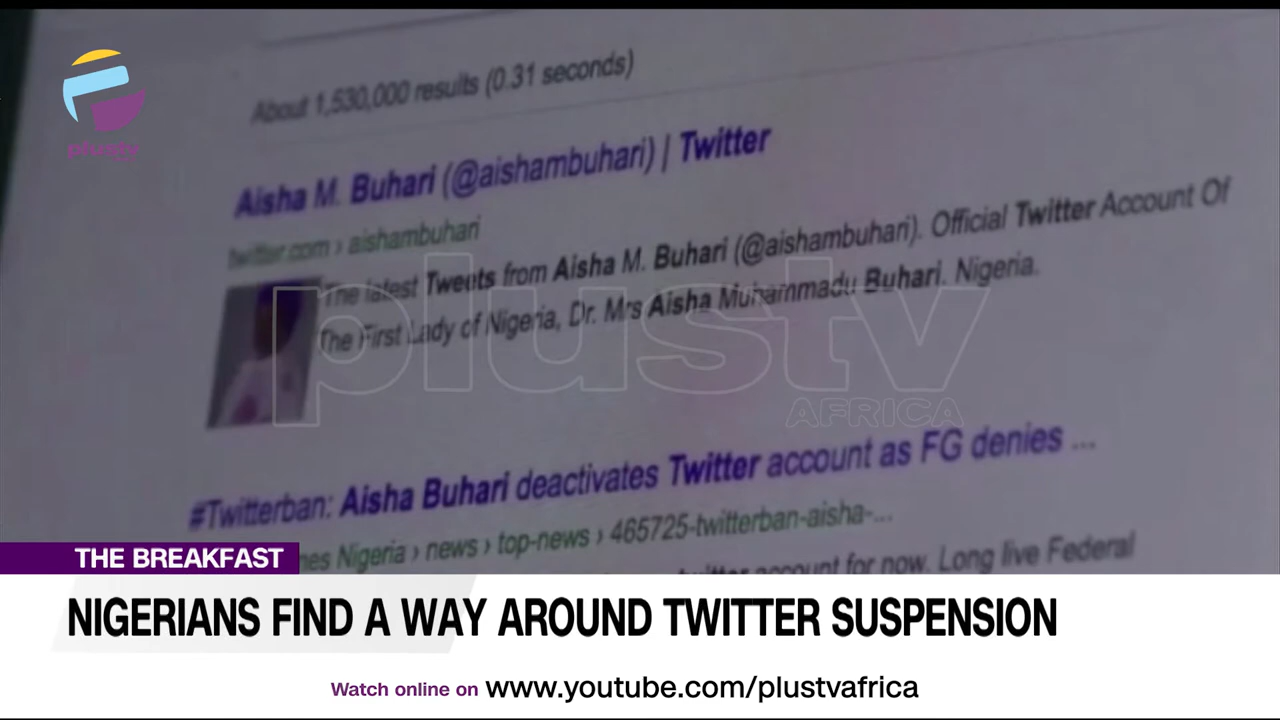 plustv
About 1,530,000 results (0.31 seconds)
Aisha M. Buhari (@aishambuhari) | Twitter
twitter.com › aishambuhari
The latest Tweets from Aisha M. Buhari (@aishambuhari). Official Twitter Account Of
The First Lady of Nigeria, Dr. Mrs Aisha Muhammadu Buhari. Nigeria.
plustv
AFRICA
#Twitterban: Aisha Buhari deactivates Twitter account as FG denies ...
mes Nigeria › news › top-news › 465725-twitterban-aisha-...
twitter account for now. Long live Federal
THE BREAKFAST
NIGERIANS FIND A WAY AROUND TWITTER SUSPENSION
Watch online on www.youtube.com/plustvafrica